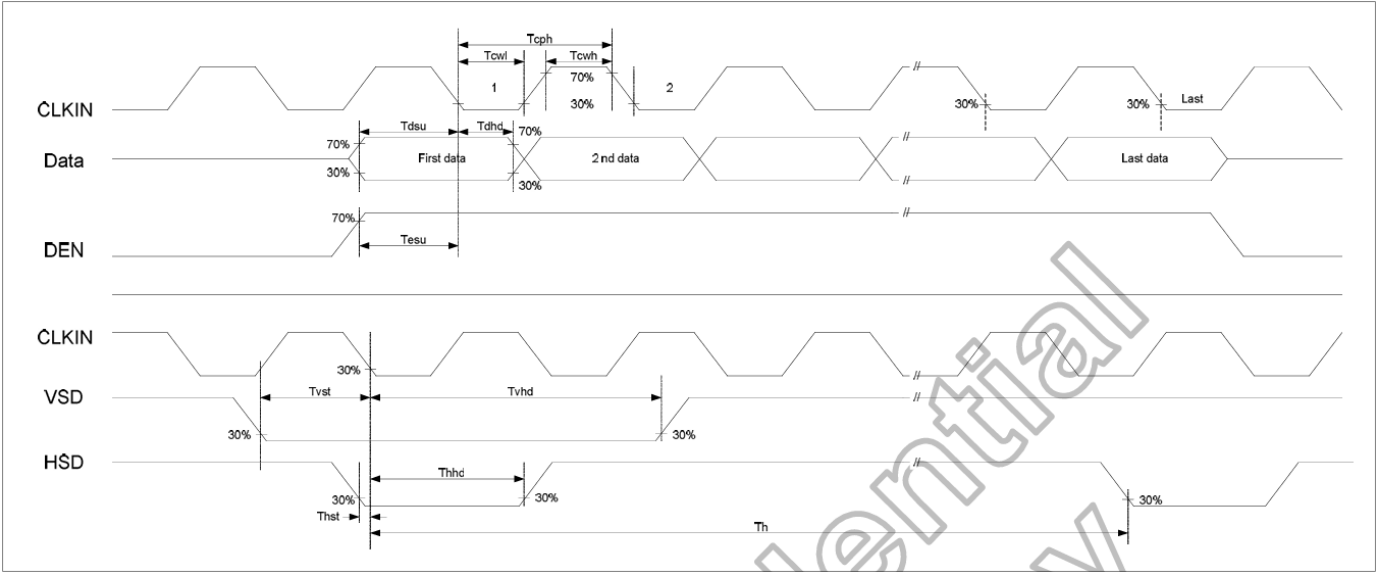 Tcph
Tcwl Tcwh
1 70% 2
CLKIN 30% 30% 30% Last
Tdsu Tdhd 70%
70%
Data First data 2 nd data Last data
30% 30%
70%
DEN Tesu
CLKIN
30%
VSD Tvst Tvhd
30% 30%
HSD Thhd
30% 30% 30%
Thst Th
dential